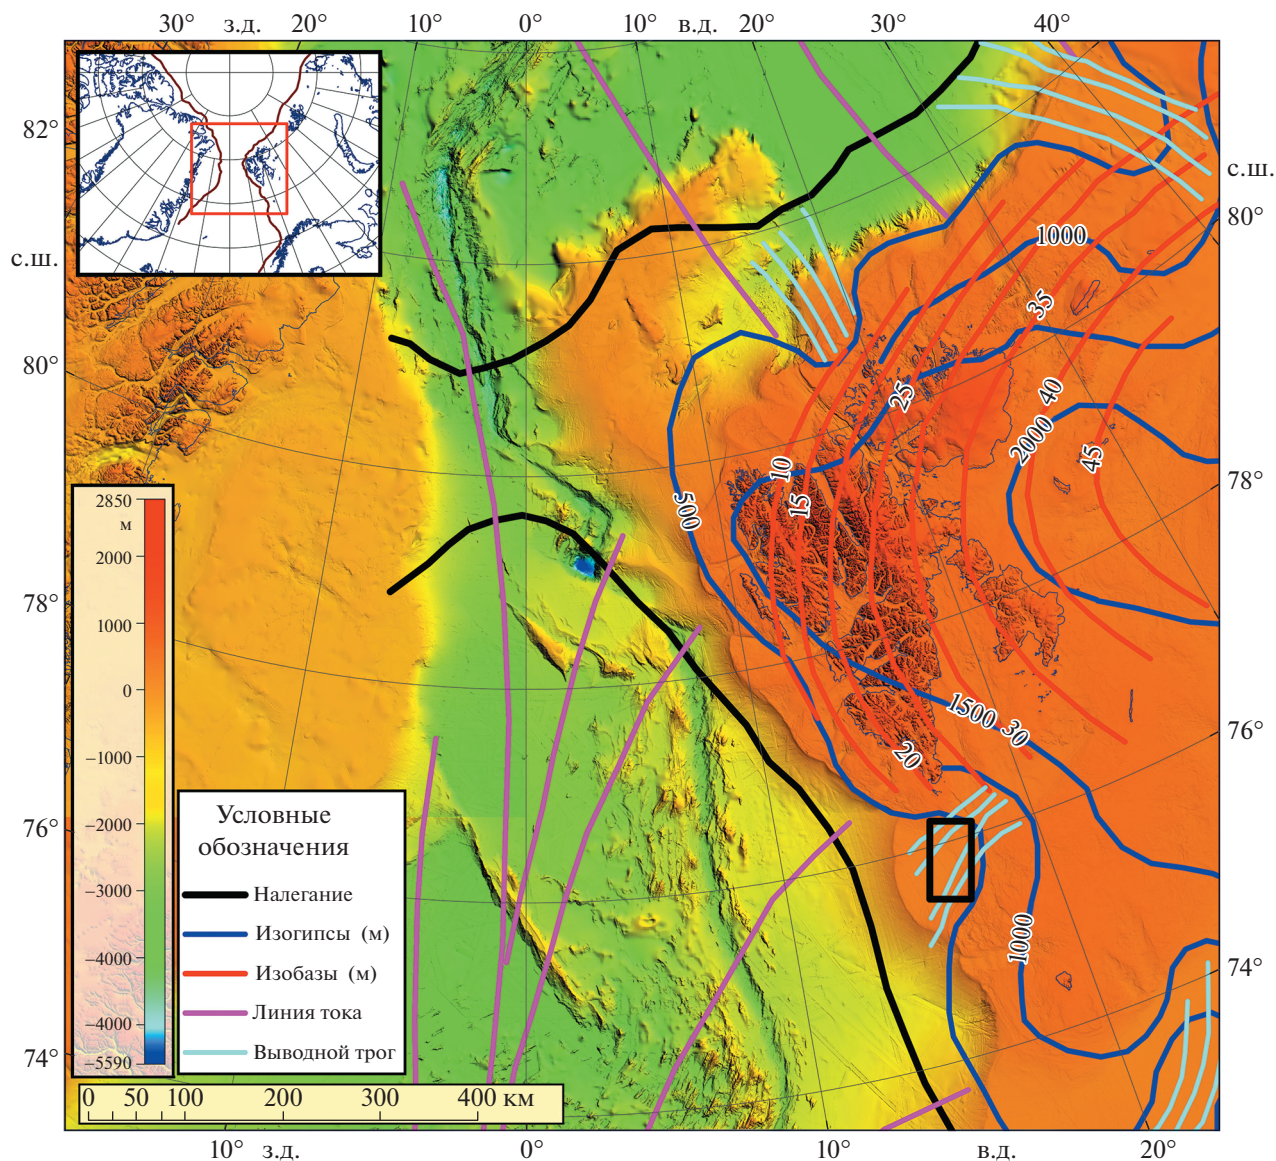 30° з.д. 20° 10° 0° 10° в.д. 20° 30° 40°
82°
с.ш.
80°
78°
76°
74°
с.ш.
80°
78°
76°
74°
1000
35
40
25
2000
45
10
15
500
1500
30
20
1000
2850
м
2000
1000
0
–1000
–2000
–3000
–4000
–4000
–5590
Условные
обозначения
Налегание
Изогипсы (м)
Изобазы (м)
Линия тока
Выводной трог
0 50 100 200 300 400 км
10° з.д. 0° 10° в.д. 20°